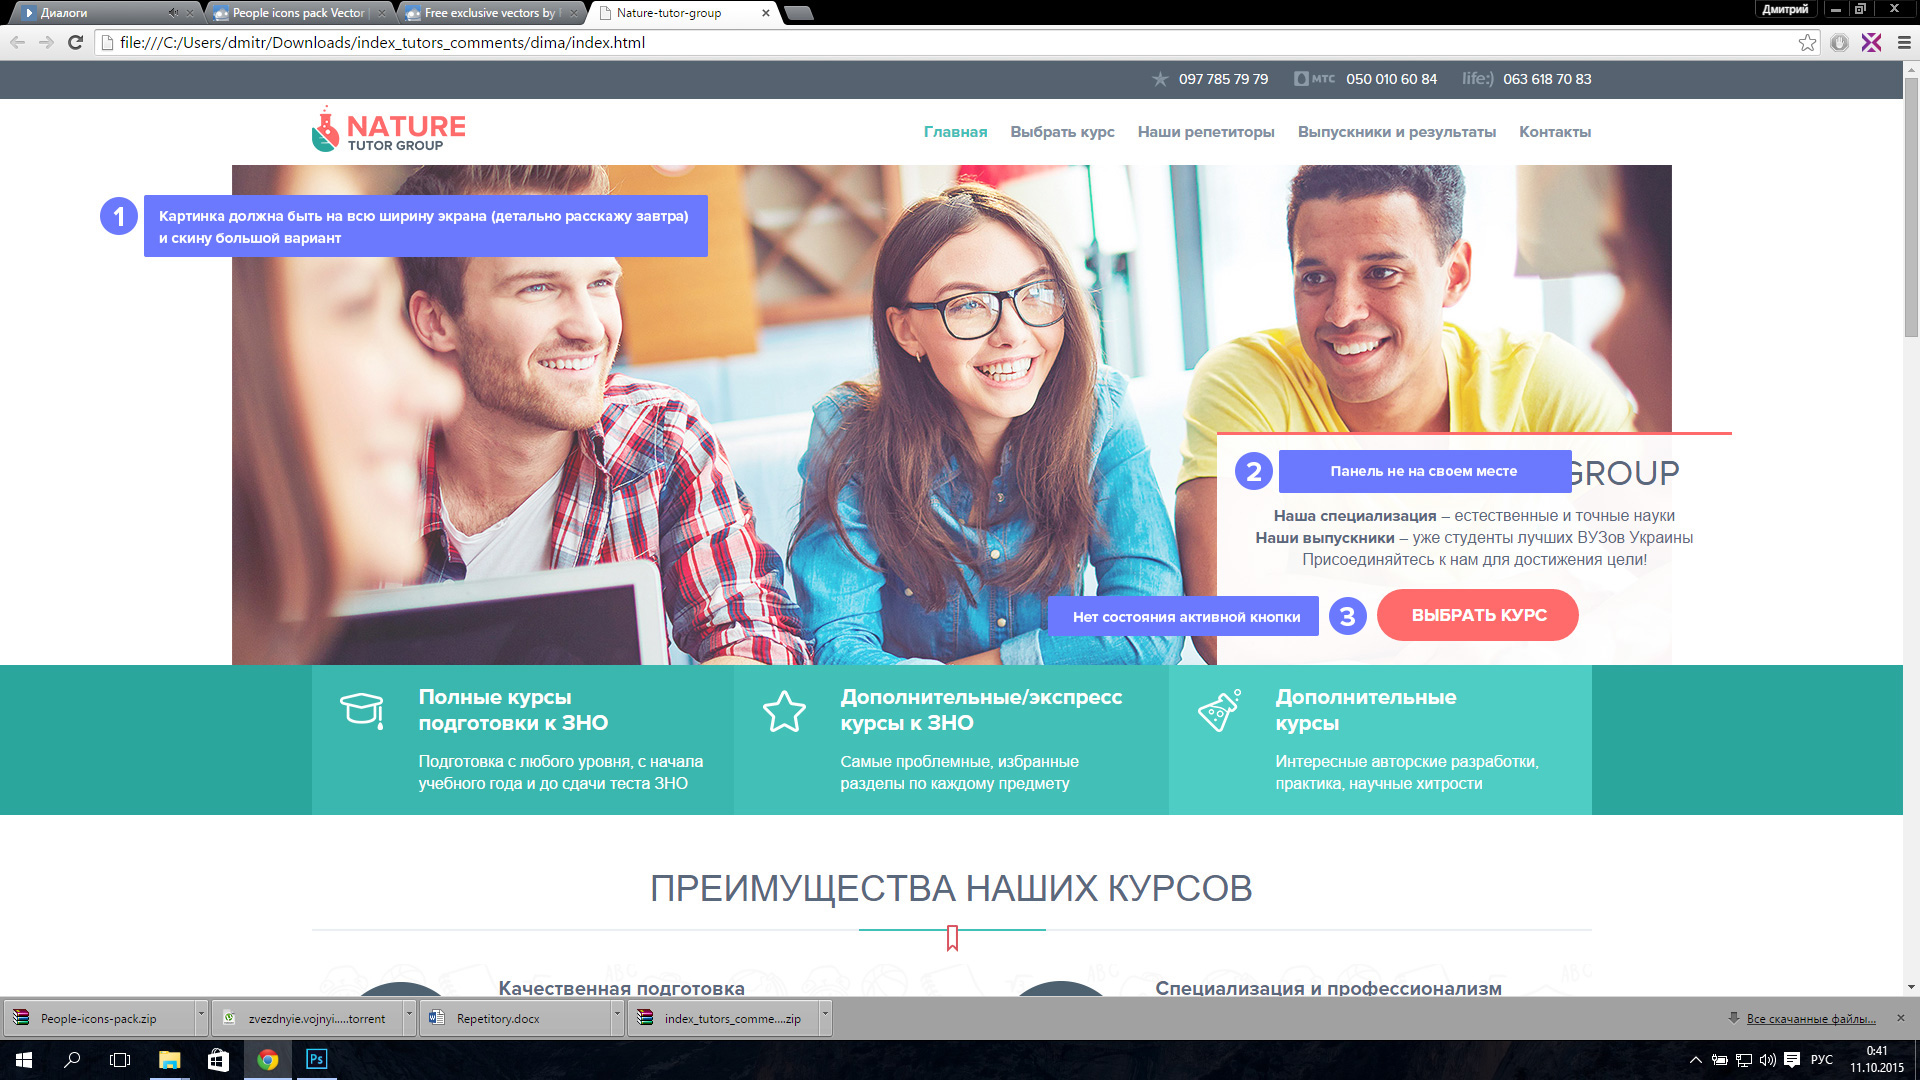 Диалоги
People icons pack Vector
Free exclusive vectors by
Nature-tutor-group
Дмитрий
file:///C:/Users/dmitr/Downloads/index_tutors_comments/dima/index.html
097 785 79 79
МТС
050 010 60 84
life:)
063 618 70 83
NATURE
TUTOR GROUP
Главная
Выбрать курс
Наши репетиторы
Выпускники и результаты
Контакты
1
Картинка должна быть на всю ширину экрана (детально расскажу завтра)
и скину большой вариант
2
Панель не на своем месте
GROUP
Наша специализация – естественные и точные науки
Наши выпускники – уже студенты лучших ВУЗов Украины
Присоединяйтесь к нам для достижения цели!
Нет состояния активной кнопки
3
ВЫБРАТЬ КУРС
Полные курсы
подготовки к ЗНО
Подготовка с любого уровня, с начала
учебного года и до сдачи теста ЗНО
Дополнительные/экспресс
курсы к ЗНО
Самые проблемные, избранные
разделы по каждому предмету
Дополнительные
курсы
Интересные авторские разработки,
практика, научные хитрости
ПРЕИМУЩЕСТВА НАШИХ КУРСОВ
ABC
ABC
ABC
Качественная подготовка
Специализация и профессионализм
People-icons-pack.zip
zvezdnyie.vojnyi.....torrent
Repetitory.docx
index_tutors_comme....zip
Все скачанные файлы...
Ps
РУС
0:41
11.10.2015